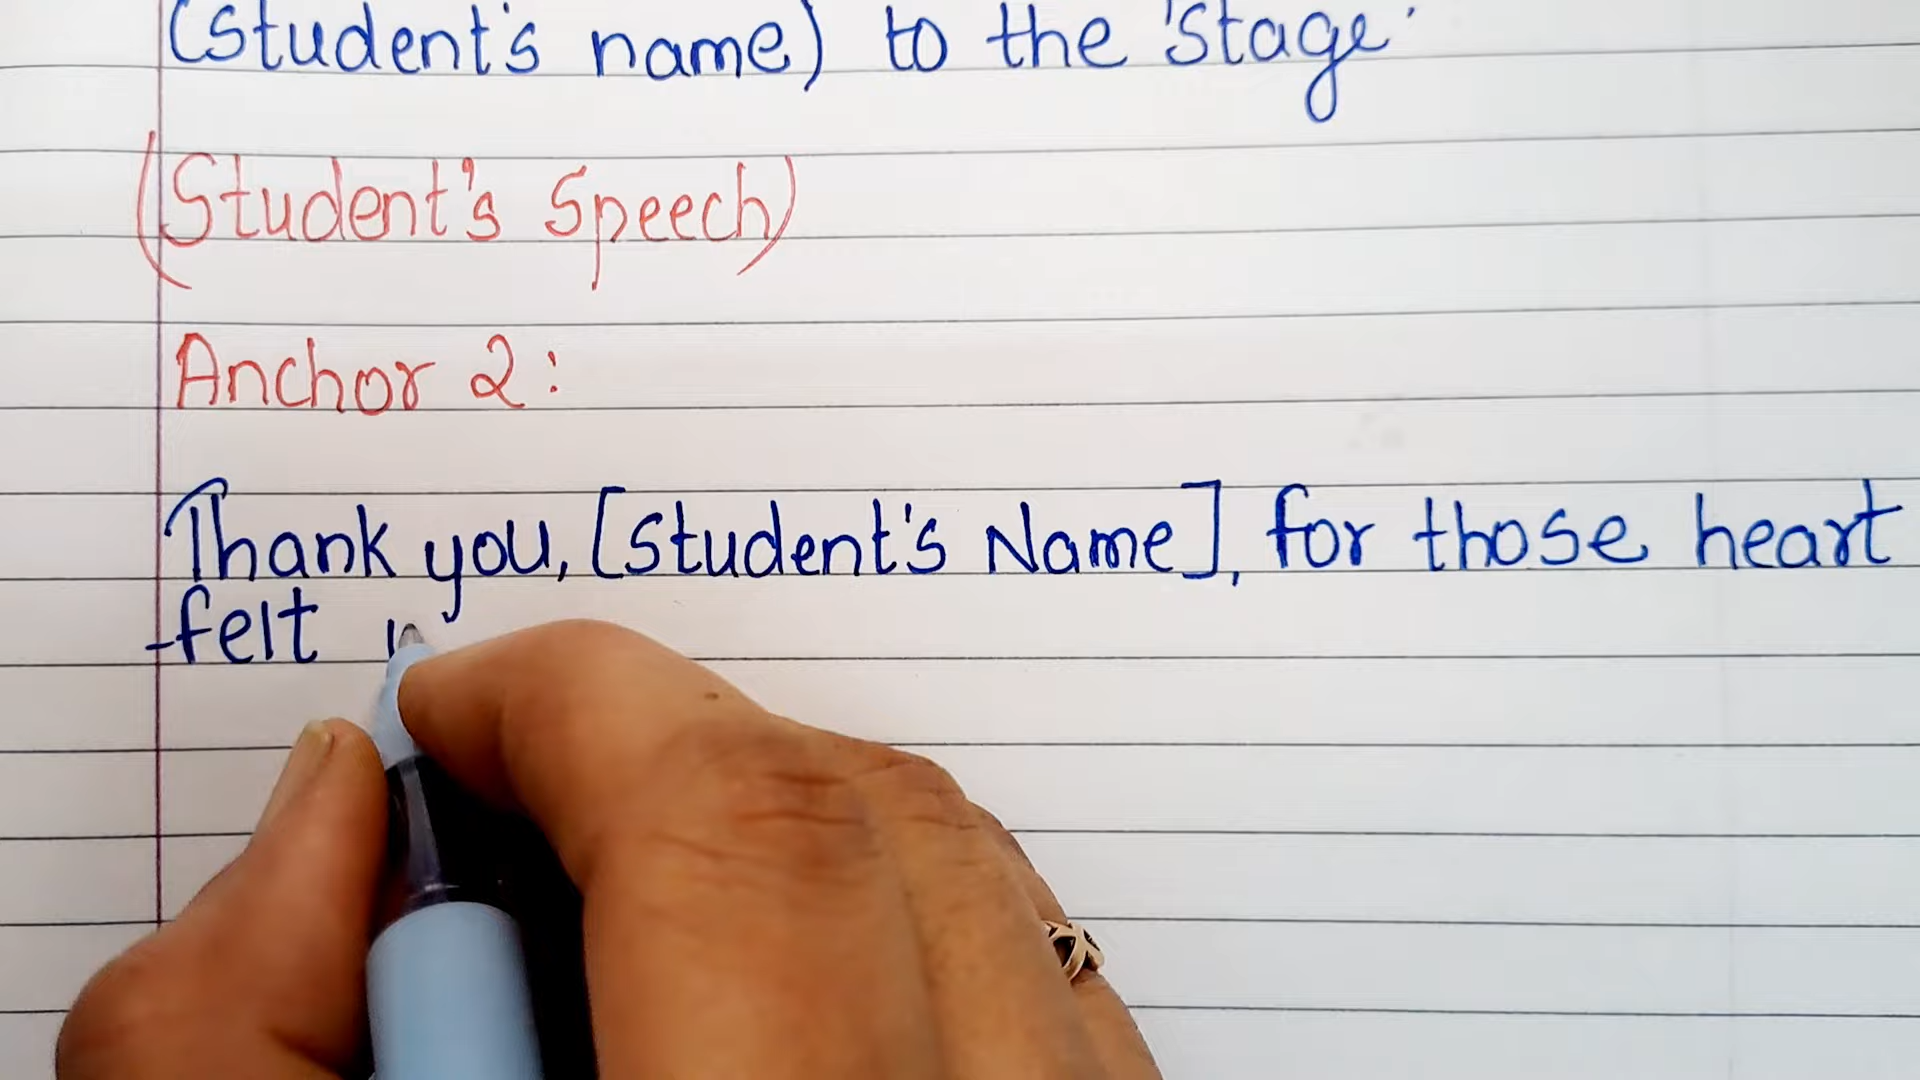 (Student's name) to the stage.
(Student's Speech)
Anchor 2:
Thank you, [Student's Name], for those heart
-felt